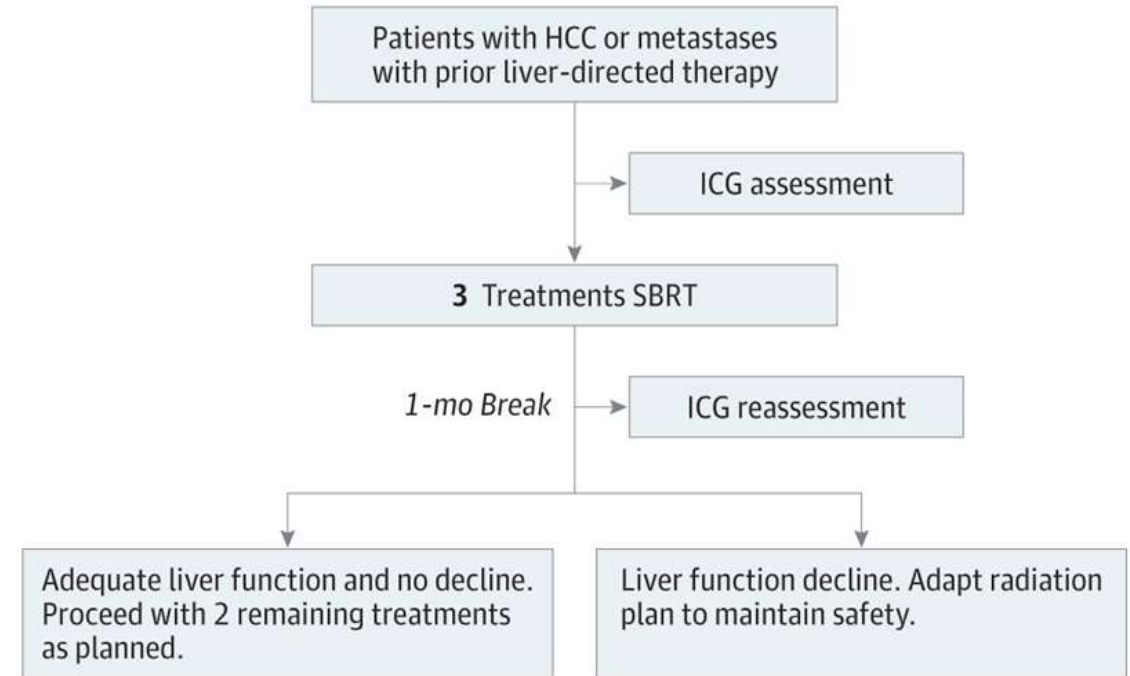 Patients with HCC or metastases
with prior liver-directed therapy
ICG assessment
3 Treatments SBRT
1-mo Break
ICG reassessment
Adequate liver function and no decline.
Proceed with 2 remaining treatments
as planned.
Liver function decline. Adapt radiation
plan to maintain safety.